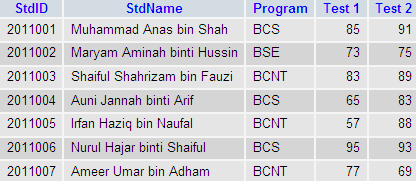 StdID StdName Program Test 1 Test 2
2011001 Muhammad Anas bin Shah BCS 85 91
2011002 Maryam Aminah binti Hussin BSE 73 75
2011003 Shaiful Shahrizam bin Fauzi BCNT 83 89
2011004 Auni Jannah binti Arif BCS 65 83
2011005 Irfan Haziq bin Naufal BCNT 57 88
2011006 Nurul Hajar binti Shaiful BCS 95 93
2011007 Ameer Umar bin Adham BCNT 77 69